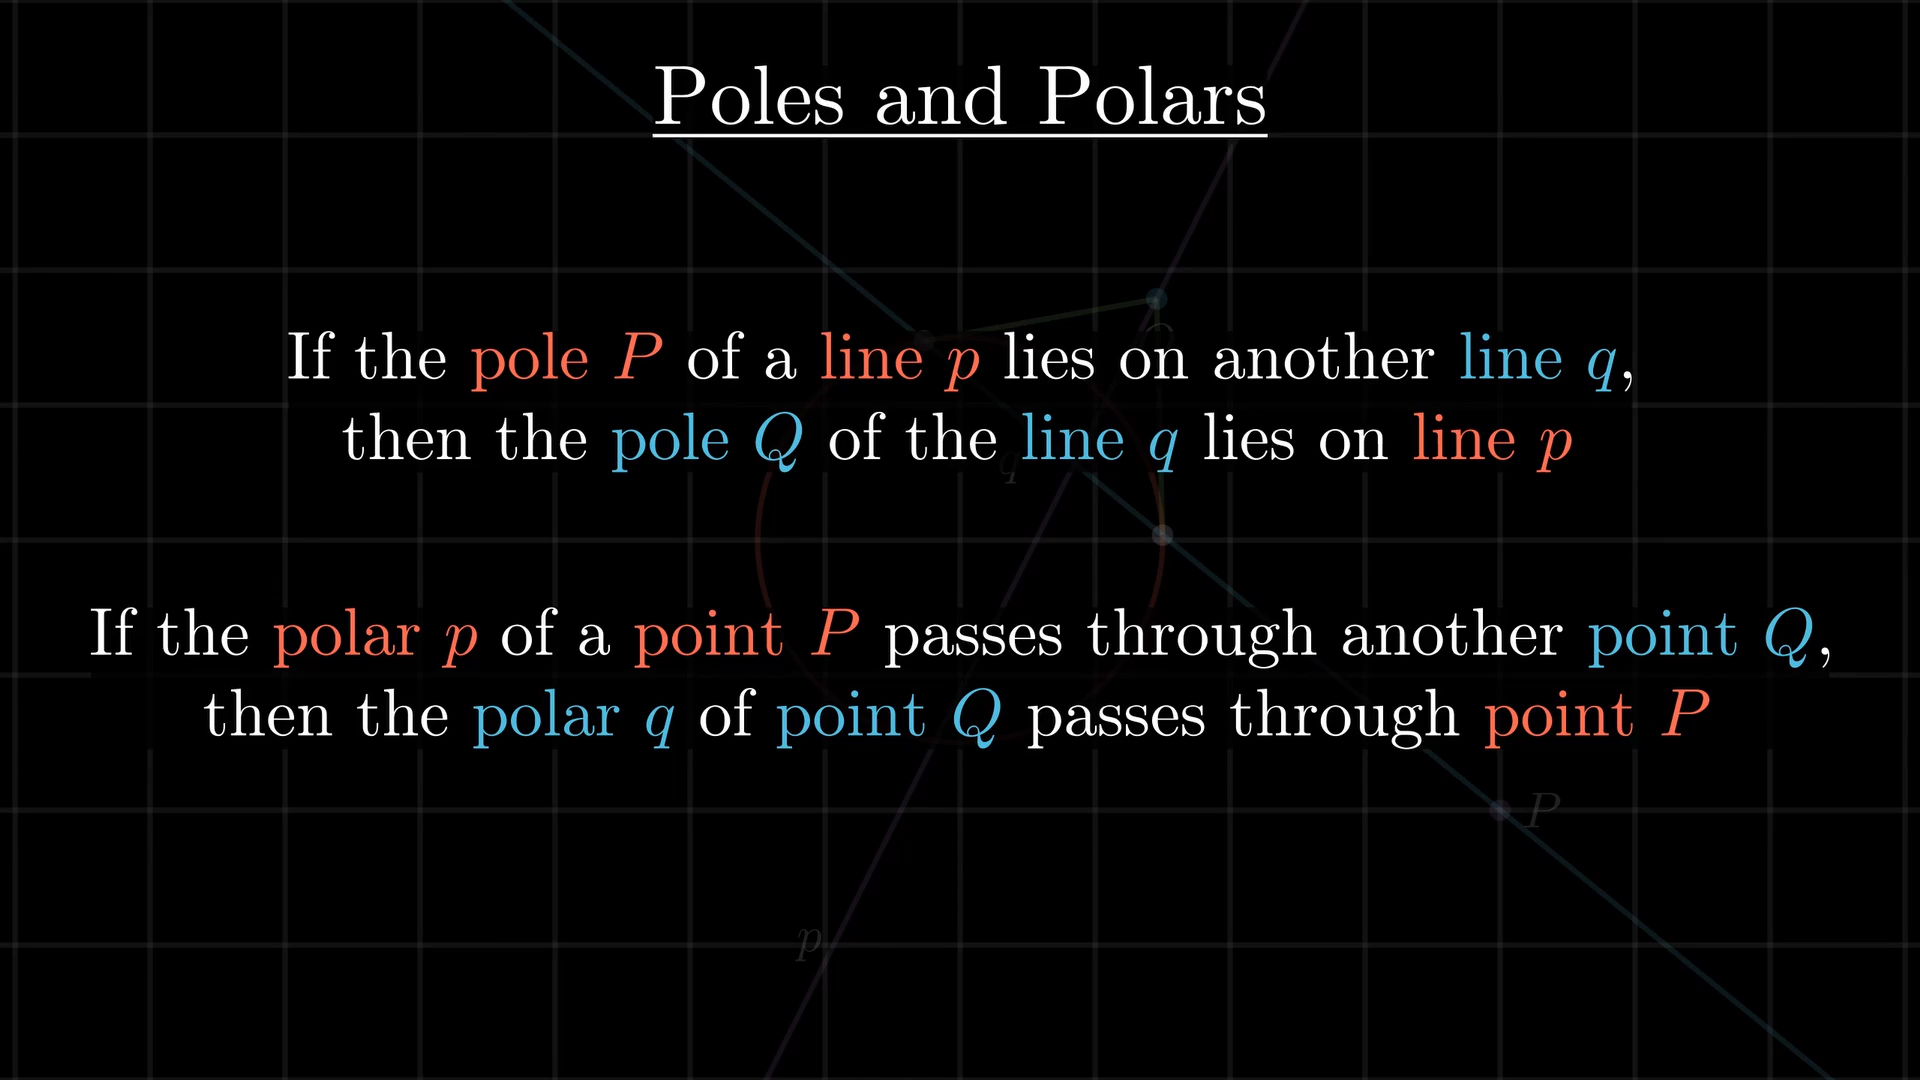 Poles and Polars
If the pole P of a line p lies on another line q,
then the pole Q of the line q lies on line p
q
If the polar p of a point P passes through another point Q,
then the polar q of point Q passes through point P
P
p